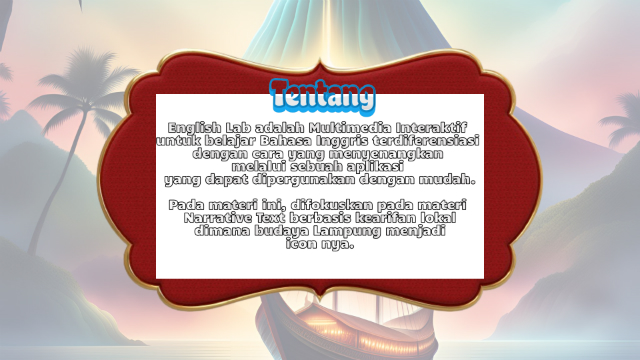 Tentang
English Lab adalah Multimedia Interaktif
untuk belajar Bahasa Inggris terdiferensiasi
dengan cara yang menyenangkan
melalui sebuah aplikasi
yang dapat dipergunakan dengan mudah.
Pada materi ini, difokuskan pada materi
Narrative Text berbasis kearifan lokal
dimana budaya Lampung menjadi
icon nya.